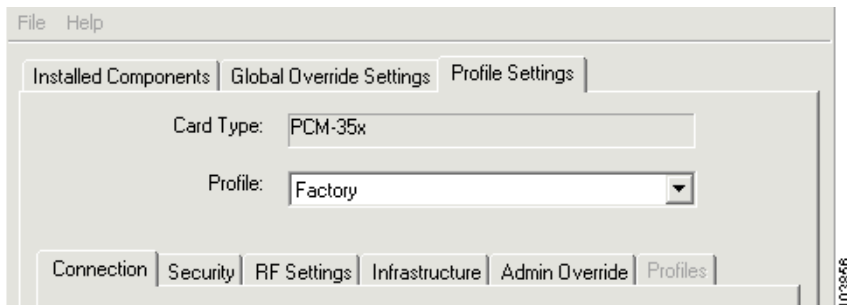 File Help
Installed Components Global Override Settings Profile Settings
Card Type: PCM-35x
Profile: Factory
Connection Security RF Settings Infrastructure Admin Override Profiles